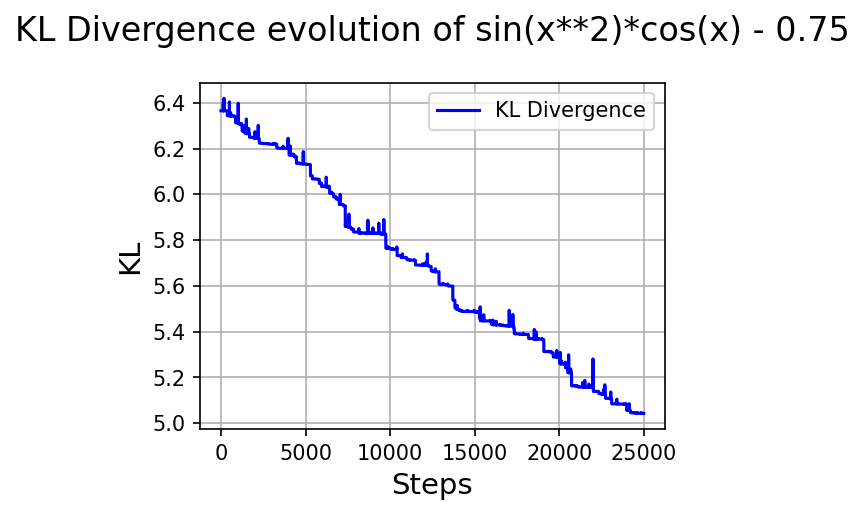 KL Divergence evolution of sin(x**2)*cos(x) - 0.75
KL Divergence
6.4
6.2
6.0
5.8
5.6
5.4
5.2
5.0
KL
0 5000 10000 15000 20000 25000
Steps